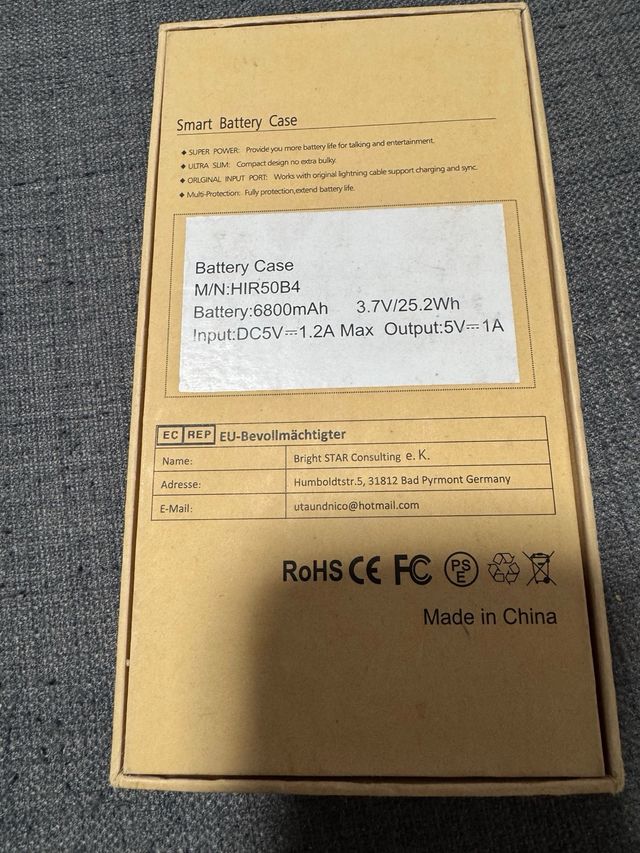 Smart Battery Case
◆ SUPER POWER: Provide you more battery life for talking and entertainment.
◆ ULTRA SLIM: Compact design no extra bulky.
◆ ORLGINAL INPUT PORT: Works with original lightning cable support charging and sync.
◆ Multi-Protection: Fully protection,extend battery life.
Battery Case
M/N:HIR50B4
Battery:6800mAh 3.7V/25.2Wh
Input:DC5V⎓1.2A Max Output:5V⎓1A
EC REP EU-Bevollmächtigter
Name: Bright STAR Consulting e. K.
Adresse: Humboldtstr.5, 31812 Bad Pyrmont Germany
E-Mail: utaundnico@hotmail.com
RoHS CE FC PSE
Made in China